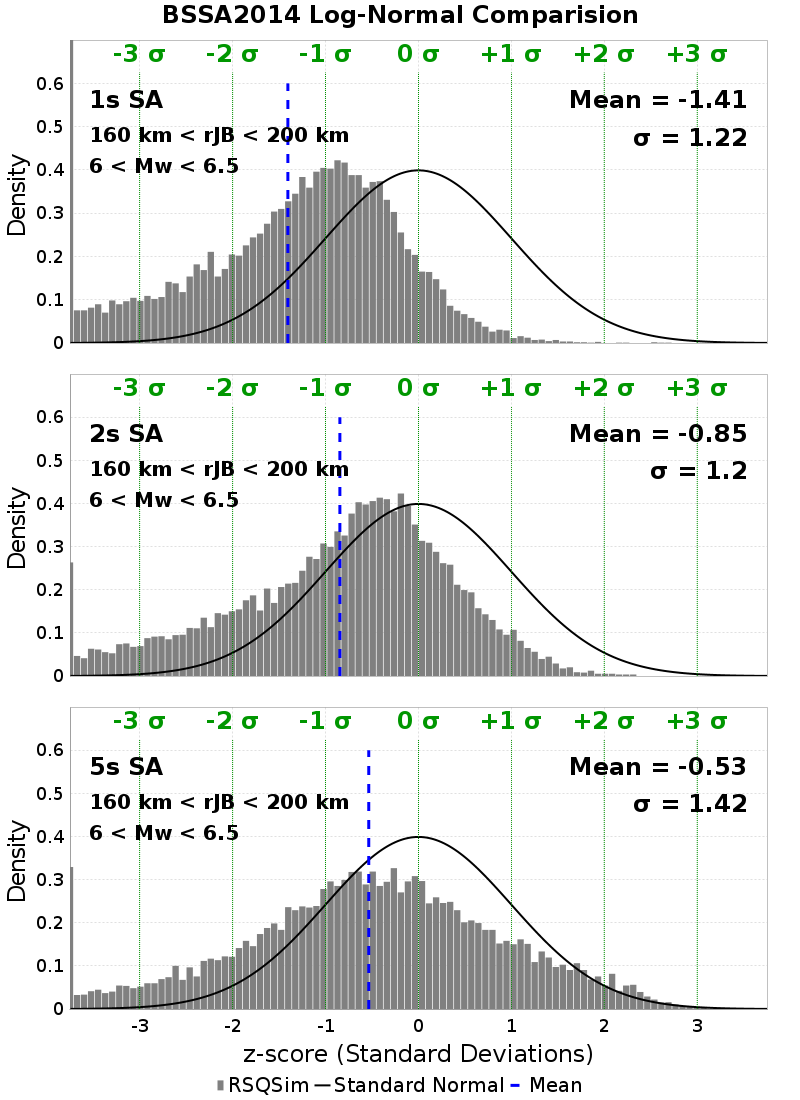 BSSA2014 Log-Normal Comparision
-3 σ -2 σ -1 σ 0 σ +1 σ +2 σ +3 σ
0.6
1s SA Mean = -1.41
0.5
160 km < rJB < 200 km σ = 1.22
6 < Mw < 6.5
0.4
0.3
Density
0.2
0.1
0
-3 σ -2 σ -1 σ 0 σ +1 σ +2 σ +3 σ
0.6
2s SA Mean = -0.85
0.5
160 km < rJB < 200 km σ = 1.2
6 < Mw < 6.5
0.4
0.3
Density
0.2
0.1
0
-3 σ -2 σ -1 σ 0 σ +1 σ +2 σ +3 σ
0.6
5s SA Mean = -0.53
0.5
160 km < rJB < 200 km σ = 1.42
6 < Mw < 6.5
0.4
0.3
Density
0.2
0.1
0
-3 -2 -1 0 1 2 3
z-score (Standard Deviations)
RSQSim Standard Normal Mean